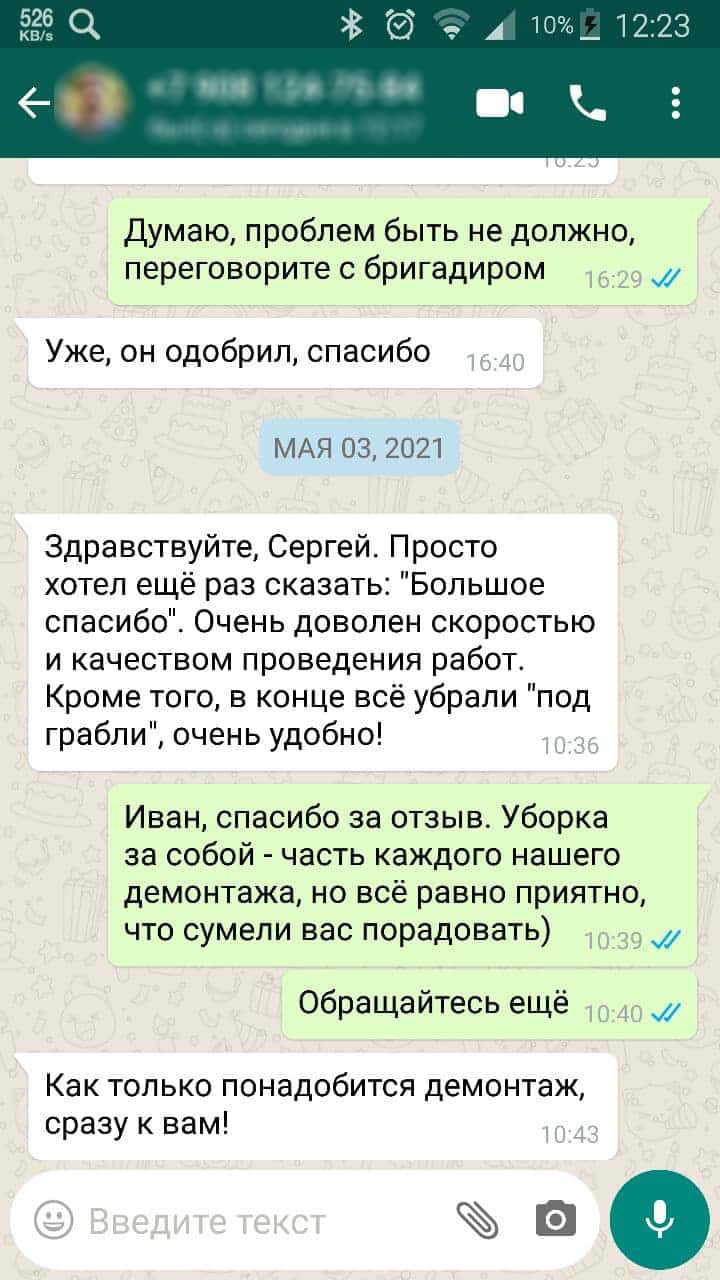 526
KB/s
10%
12:23
16:25
Думаю, проблем быть не должно,
переговорите с бригадиром
16:29
Уже, он одобрил, спасибо
16:40
МАЯ 03, 2021
Здравствуйте, Сергей. Просто
хотел ещё раз сказать: "Большое
спасибо". Очень доволен скоростью
и качеством проведения работ.
Кроме того, в конце всё убрали "под
грабли", очень удобно!
10:36
Иван, спасибо за отзыв. Уборка
за собой - часть каждого нашего
демонтажа, но всё равно приятно,
что сумели вас порадовать)
10:39
Обращайтесь ещё
10:40
Как только понадобится демонтаж,
сразу к вам!
10:43
Введите текст